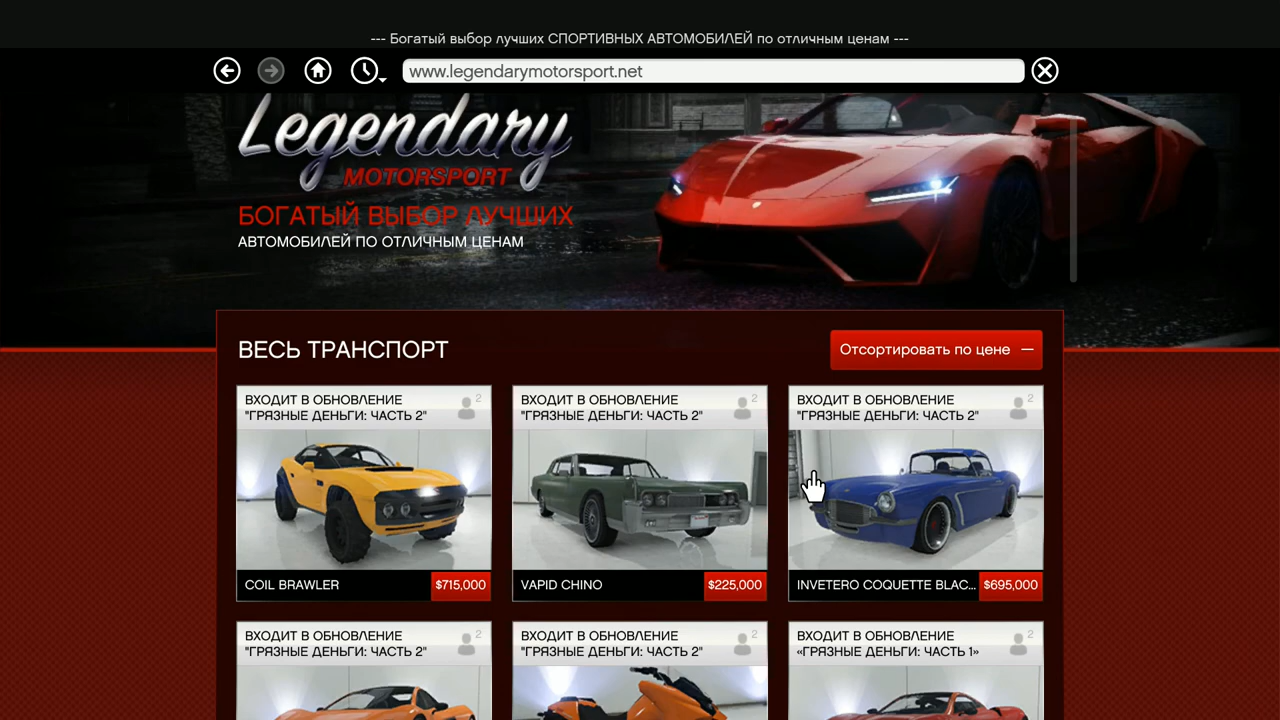 --- Богатый выбор лучших СПОРТИВНЫХ АВТОМОБИЛЕЙ по отличным ценам ---
www.legendarymotorsport.net
Legendary
MOTORSPORT
БОГАТЫЙ ВЫБОР ЛУЧШИХ
АВТОМОБИЛЕЙ ПО ОТЛИЧНЫМ ЦЕНАМ
ВЕСЬ ТРАНСПОРТ
Отсортировать по цене —
ВХОДИТ В ОБНОВЛЕНИЕ
"ГРЯЗНЫЕ ДЕНЬГИ: ЧАСТЬ 2"
2
COIL BRAWLER
$715,000
ВХОДИТ В ОБНОВЛЕНИЕ
"ГРЯЗНЫЕ ДЕНЬГИ: ЧАСТЬ 2"
2
VAPID CHINO
$225,000
ВХОДИТ В ОБНОВЛЕНИЕ
"ГРЯЗНЫЕ ДЕНЬГИ: ЧАСТЬ 2"
2
INVETERO COQUETTE BLAC...
$695,000
ВХОДИТ В ОБНОВЛЕНИЕ
"ГРЯЗНЫЕ ДЕНЬГИ: ЧАСТЬ 2"
2
ВХОДИТ В ОБНОВЛЕНИЕ
"ГРЯЗНЫЕ ДЕНЬГИ: ЧАСТЬ 2"
2
ВХОДИТ В ОБНОВЛЕНИЕ
«ГРЯЗНЫЕ ДЕНЬГИ: ЧАСТЬ 1»
2